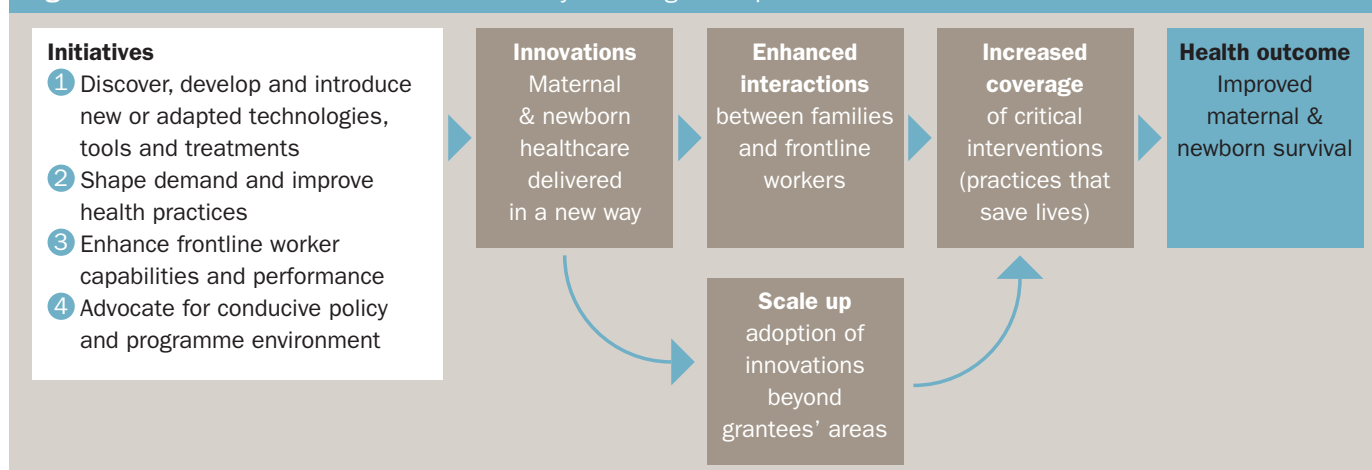 Initiatives
1 Discover, develop and introduce
new or adapted technologies,
tools and treatments
2 Shape demand and improve
health practices
3 Enhance frontline worker
capabilities and performance
4 Advocate for conducive policy
and programme environment
Innovations
Maternal
& newborn
healthcare
delivered
in a new way
Enhanced
interactions
between families
and frontline
workers
Increased
coverage
of critical
interventions
(practices that
save lives)
Health outcome
Improved
maternal &
newborn survival
Scale up
adoption of
innovations
beyond
grantees’ areas